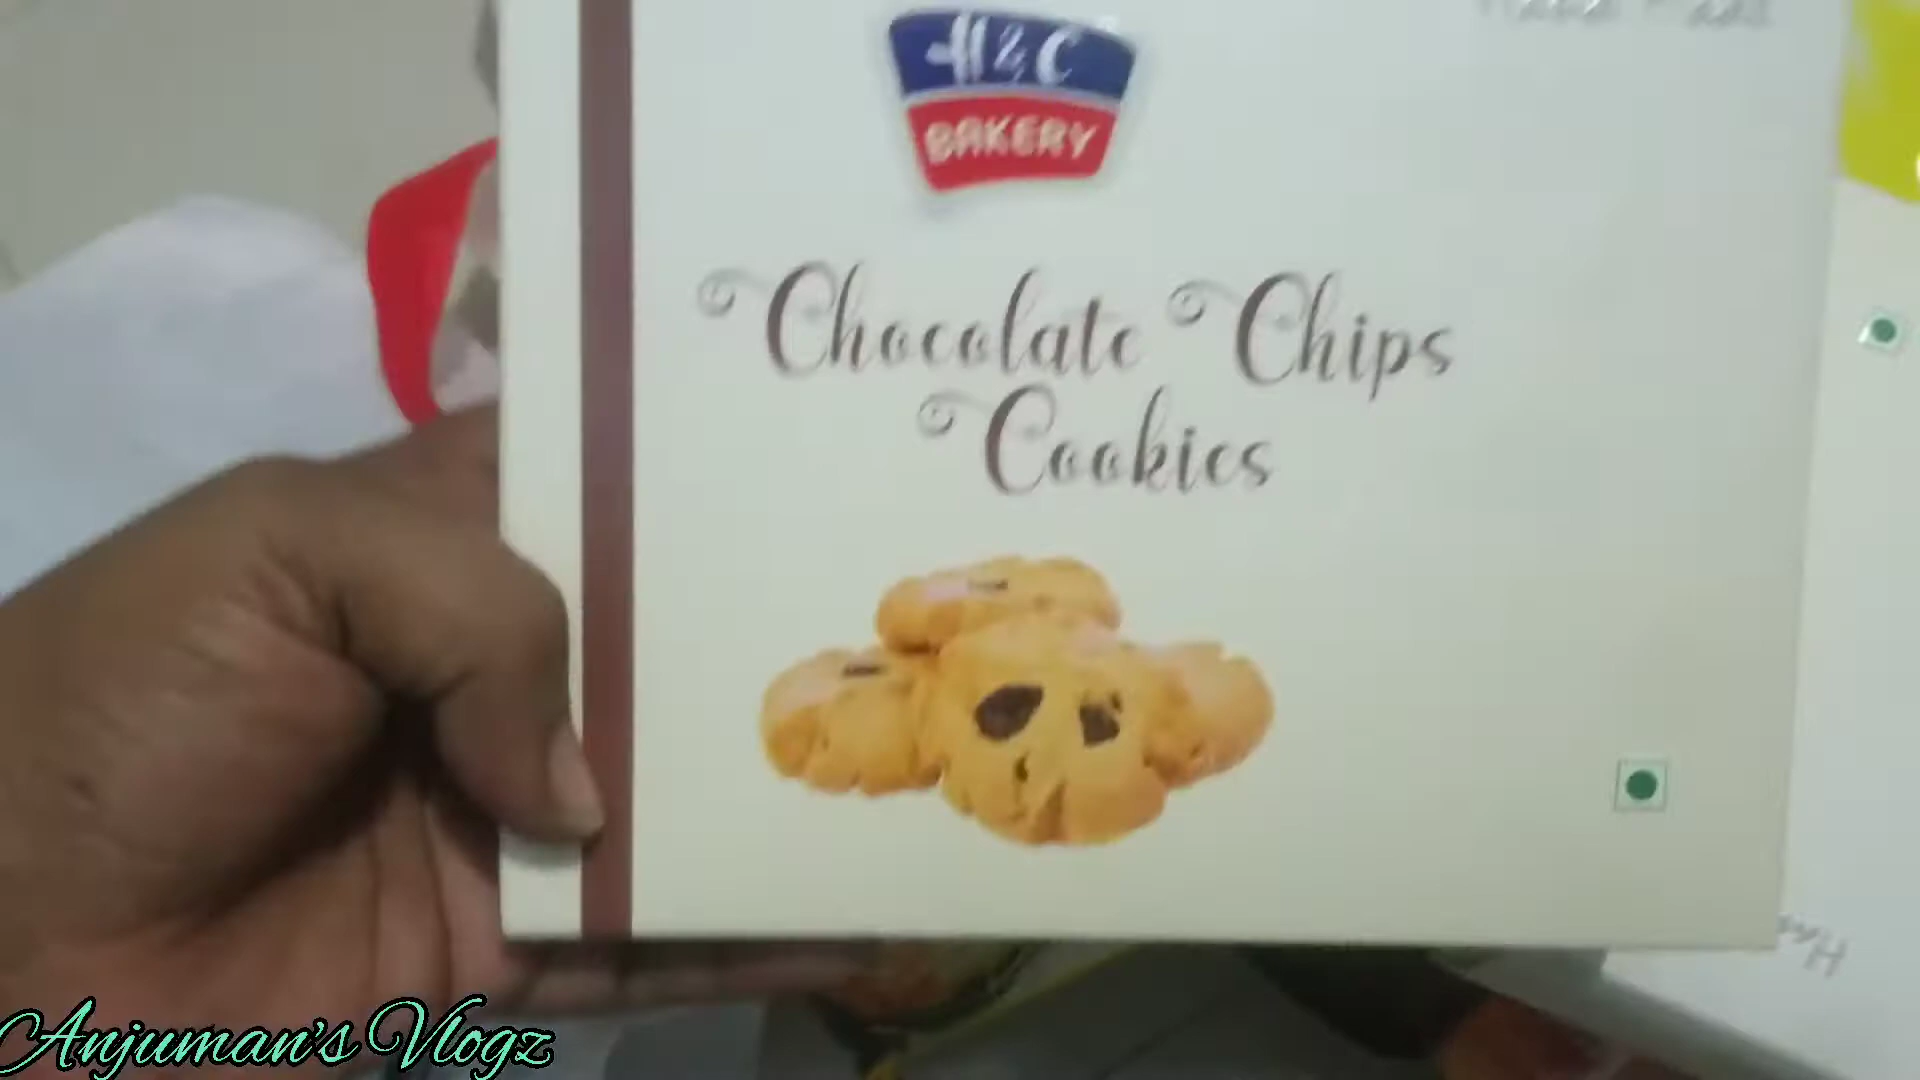 H&C
BAKERY
Chocolate Chips
Cookies
Anjuman's Vlogz